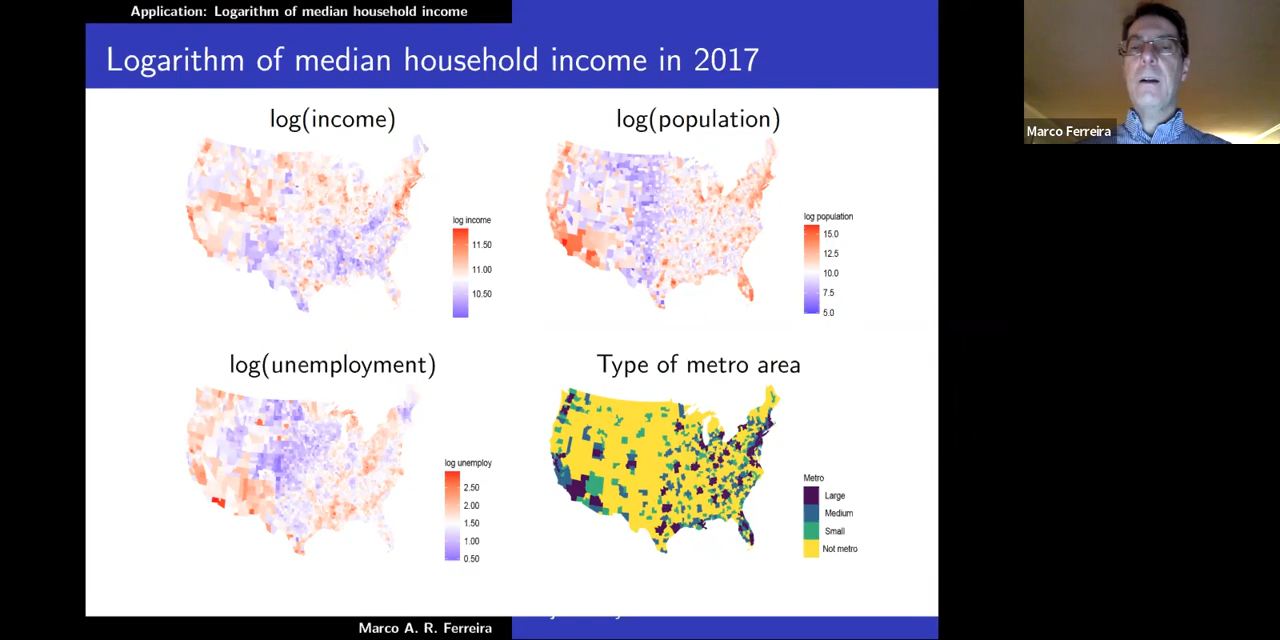 Application: Logarithm of median household income
Logarithm of median household income in 2017
log(income)
log income
11.50
11.00
10.50
log(population)
log population
15.0
12.5
10.0
7.5
5.0
log(unemployment)
log unemploy
2.50
2.00
1.50
1.00
0.50
Type of metro area
Metro
Large
Medium
Small
Not metro
Marco A. R. Ferreira
Marco Ferreira